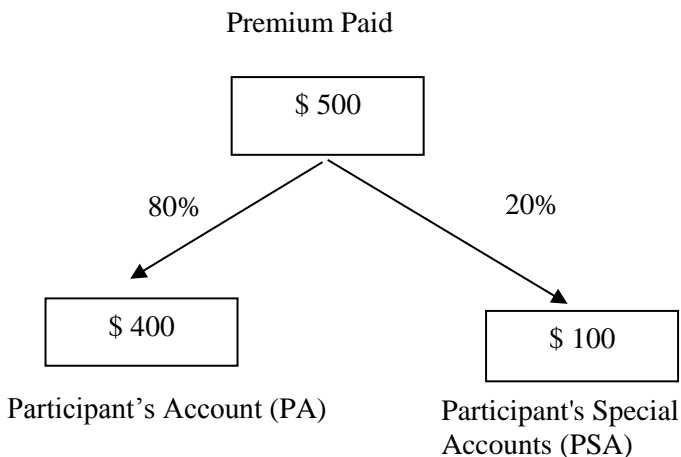 Premium Paid
$ 500
80%
20%
$ 400
$ 100
Participant’s Account (PA)
Participant's Special
Accounts (PSA)